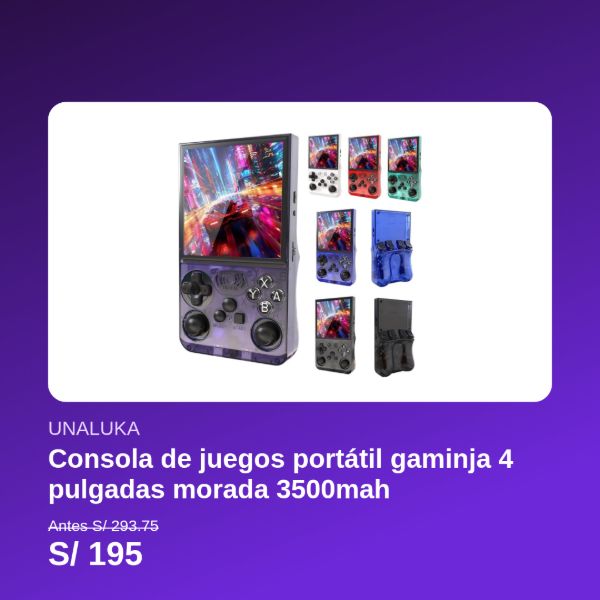 UNALUKA
Consola de juegos portátil gaminja 4
pulgadas morada 3500mah
Antes S/ 293.75
S/ 195
X
Y A
B